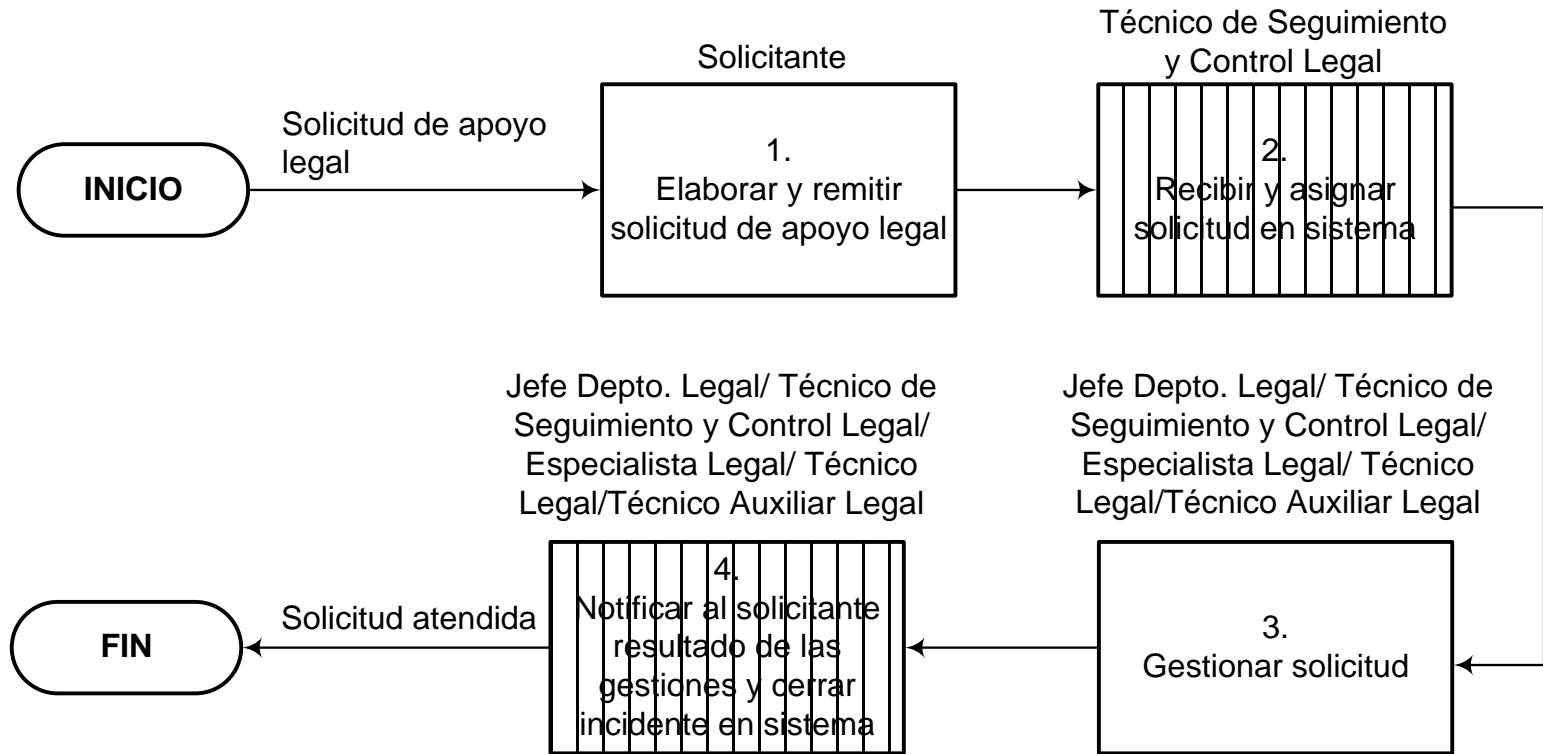 INICIO
Solicitud de apoyo
legal
Solicitante
1.
Elaborar y remitir
solicitud de apoyo legal
Técnico de Seguimiento
y Control Legal
2.
Recibir y asignar
solicitud en sistema
Jefe Depto. Legal/ Técnico de
Seguimiento y Control Legal/
Especialista Legal/ Técnico
Legal/Técnico Auxiliar Legal
3.
Gestionar solicitud
Jefe Depto. Legal/ Técnico de
Seguimiento y Control Legal/
Especialista Legal/ Técnico
Legal/Técnico Auxiliar Legal
4.
Notificar al solicitante
resultado de las
gestiones y cerrar
incidente en sistema
Solicitud atendida
FIN